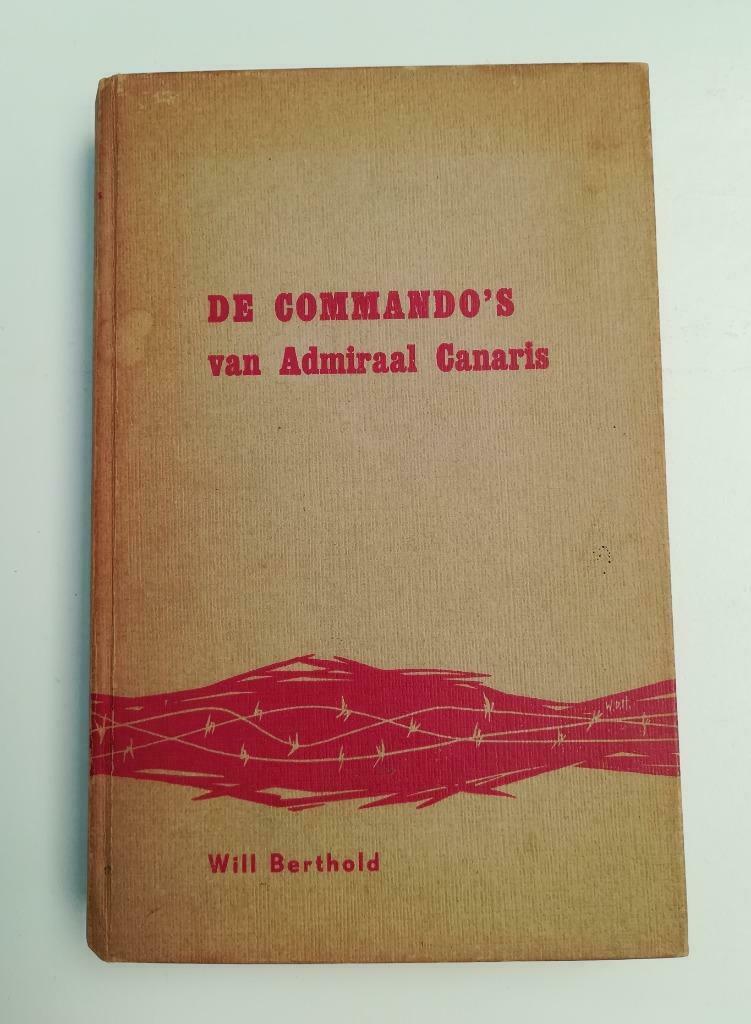 DE COMMANDO'S
van Admiraal Canaris
W.D.H.
Will Berthold